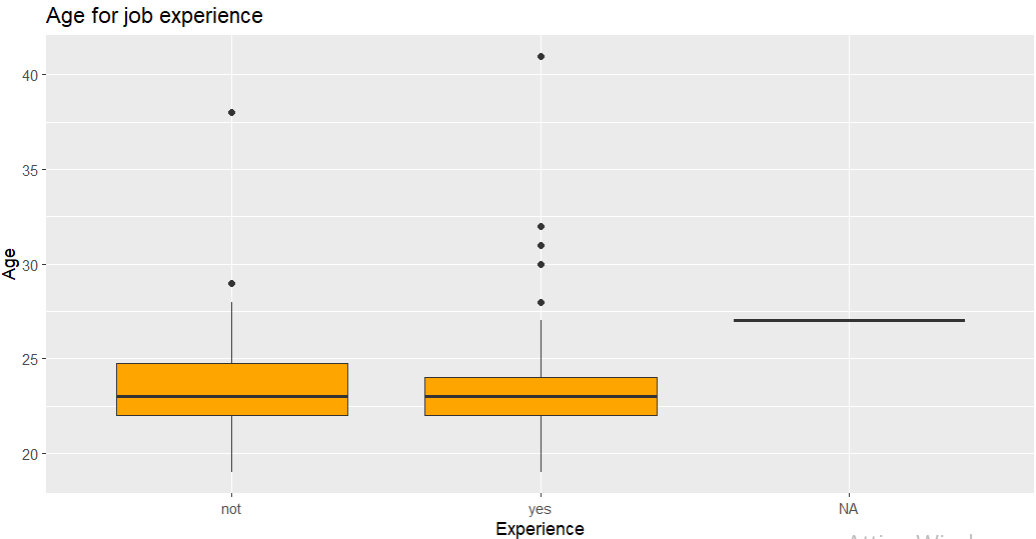 Age for job experience
40
35
30
25
20
Age
not
yes
NA
Experience